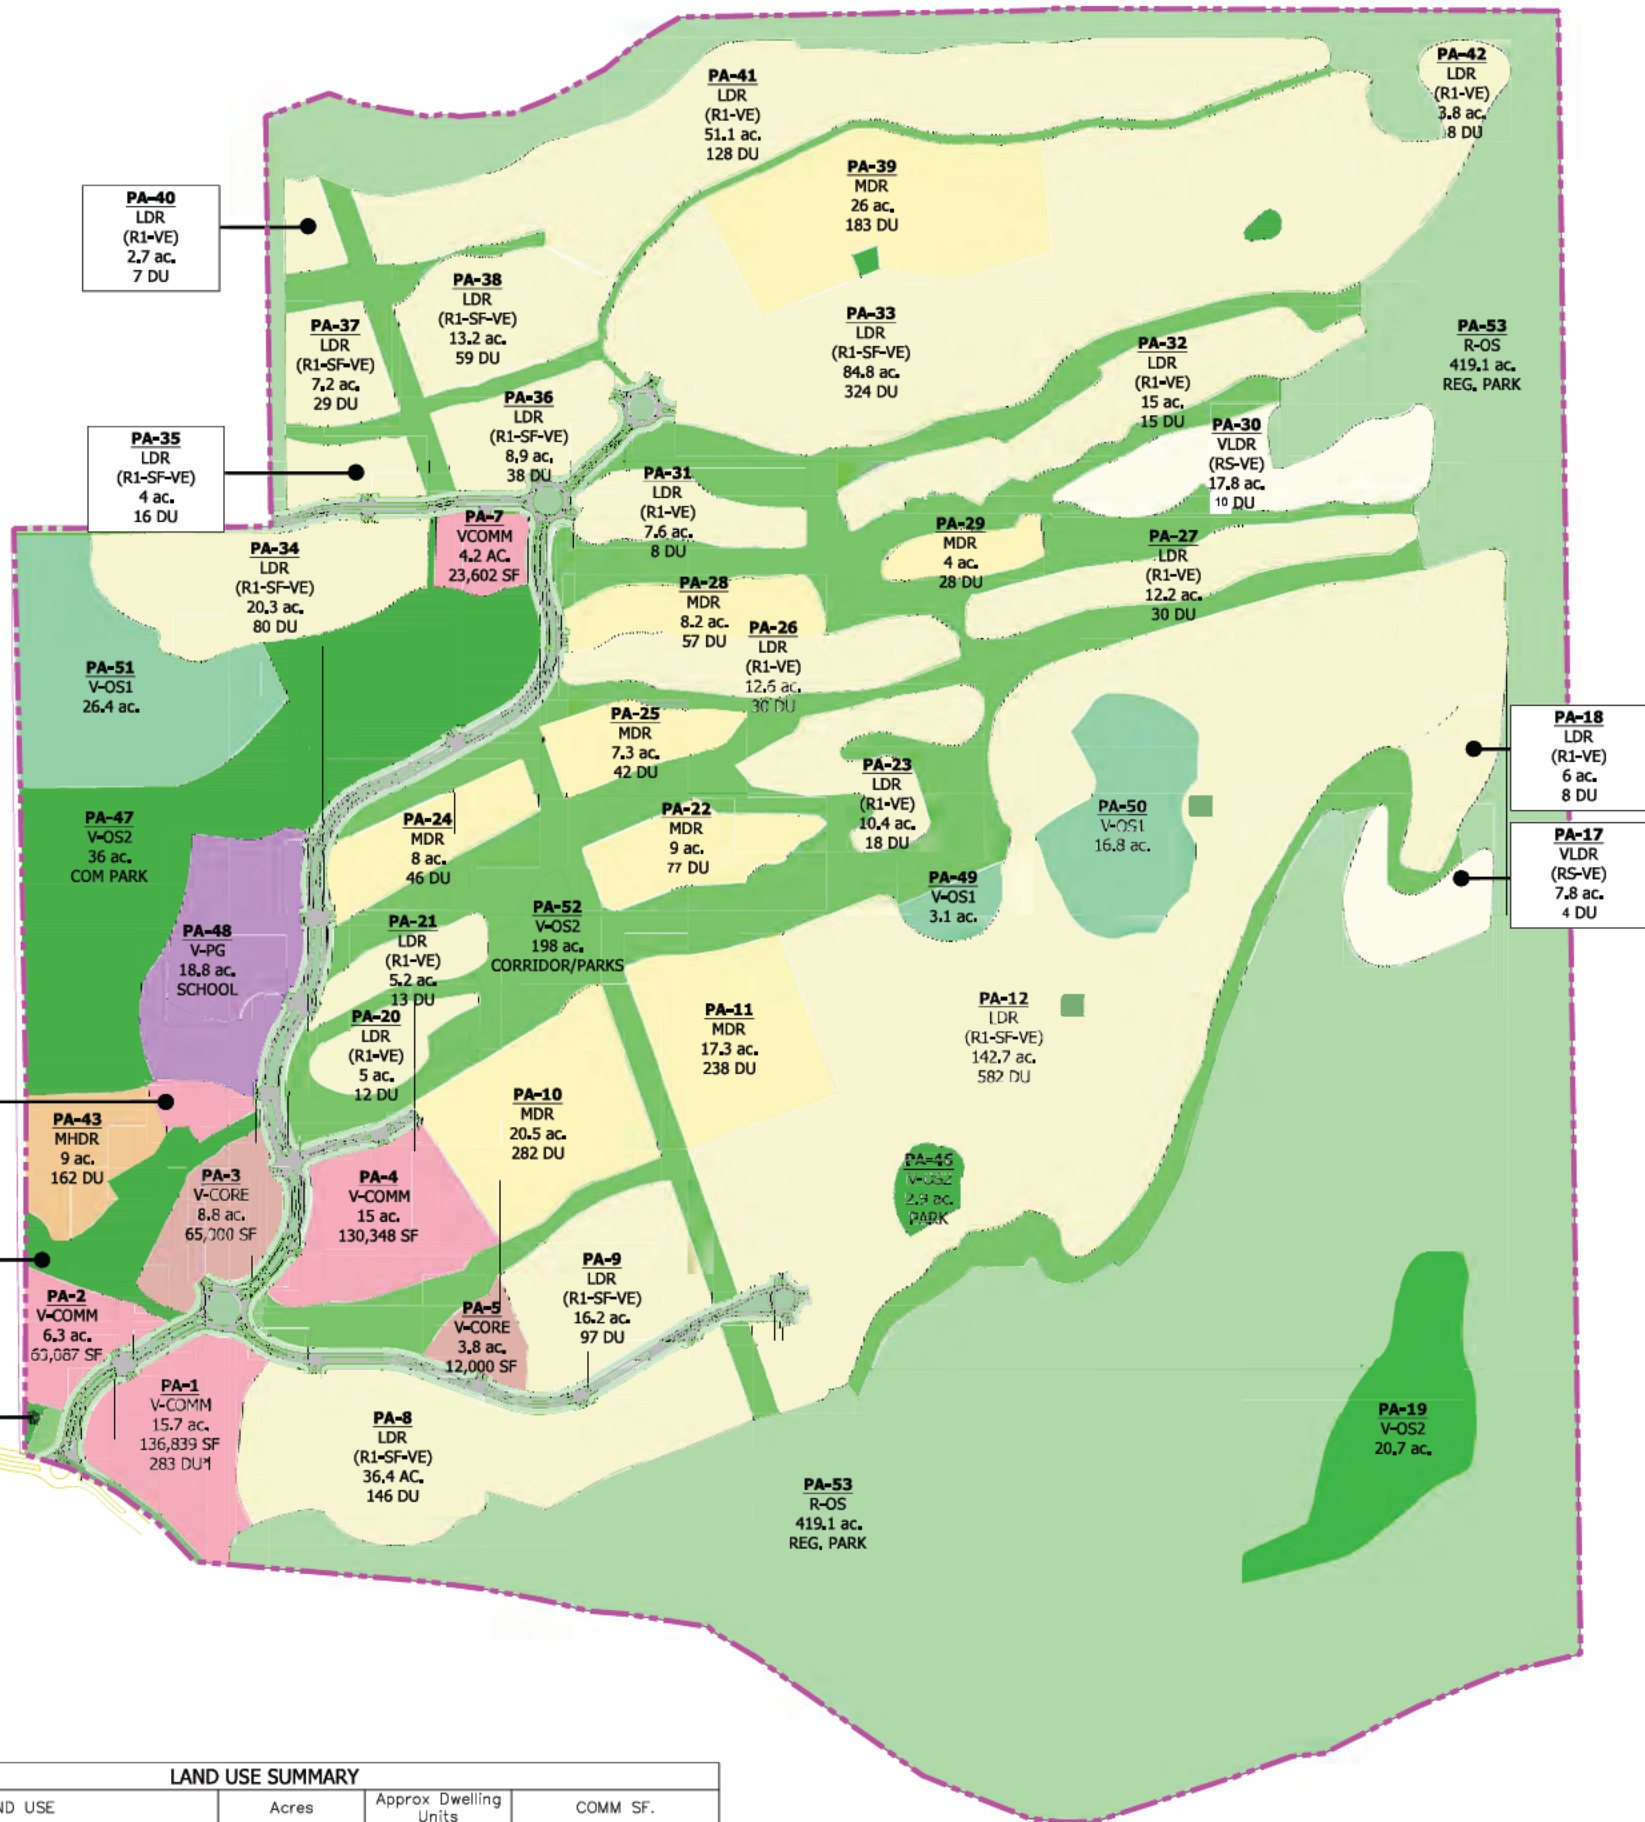 PA-41
LDR
(R1-VE)
51.1 ac.
128 DU
PA-42
LDR
(R1-VE)
3.8 ac.
8 DU
PA-39
MDR
26 ac.
183 DU
PA-40
LDR
(R1-VE)
2.7 ac.
7 DU
PA-38
LDR
(R1-SF-VE)
13.2 ac.
59 DU
PA-37
LDR
(R1-SF-VE)
7.2 ac.
29 DU
PA-33
LDR
(R1-SF-VE)
84.8 ac.
324 DU
PA-32
LDR
(R1-VE)
15 ac.
15 DU
PA-53
R-OS
419.1 ac.
REG. PARK
PA-36
LDR
(R1-SF-VE)
8.9 ac.
38 DU
PA-30
VLDR
(RS-VE)
17.8 ac.
10 DU
PA-35
LDR
(R1-SF-VE)
4 ac.
16 DU
PA-31
LDR
(R1-VE)
7.6 ac.
8 DU
PA-7
VCOMM
4.2 AC.
23,602 SF
PA-29
MDR
4 ac.
28 DU
PA-27
LDR
(R1-VE)
12.2 ac.
30 DU
PA-34
LDR
(R1-SF-VE)
20.3 ac.
80 DU
PA-28
MDR
8.2 ac.
57 DU
PA-26
LDR
(R1-VE)
12.6 ac.
30 DU
PA-51
V-OS1
26.4 ac.
PA-25
MDR
7.3 ac.
42 DU
PA-18
LDR
(R1-VE)
6 ac.
8 DU
PA-23
LDR
(R1-VE)
10.4 ac.
18 DU
PA-50
V-OS1
16.8 ac.
PA-47
V-OS2
36 ac.
COM PARK
PA-24
MDR
8 ac.
46 DU
PA-22
MDR
9 ac.
77 DU
PA-17
VLDR
(RS-VE)
7.8 ac.
4 DU
PA-49
V-OS1
3.1 ac.
PA-52
V-OS2
198 ac.
CORRIDOR/PARKS
PA-21
LDR
(R1-VE)
5.2 ac.
13 DU
PA-48
V-PG
18.8 ac.
SCHOOL
PA-12
LDR
(R1-SF-VE)
142.7 ac.
582 DU
PA-11
MDR
17.3 ac.
238 DU
PA-20
LDR
(R1-VE)
5 ac.
12 DU
PA-10
MDR
20.5 ac.
282 DU
PA-43
MHDR
9 ac.
162 DU
PA-3
V-CORE
8.8 ac.
65,000 SF
PA-4
V-COMM
15 ac.
130,348 SF
PA-46
V-OS2
2.9 ac.
PARK
PA-9
LDR
(R1-SF-VE)
16.2 ac.
97 DU
PA-2
V-COMM
6.3 ac.
PA-5
V-CORE
3.8 ac.
12,000 SF
PA-1
V-COMM
15.7 ac.
136,839 SF
283 DU*
PA-8
LDR
(R1-SF-VE)
36.4 AC.
146 DU
PA-19
V-OS2
20.7 ac.
PA-53
R-OS
419.1 ac.
REG. PARK
LAND USE SUMMARY
ND USE
Acres
Approx Dwelling
Units
COMM SF.